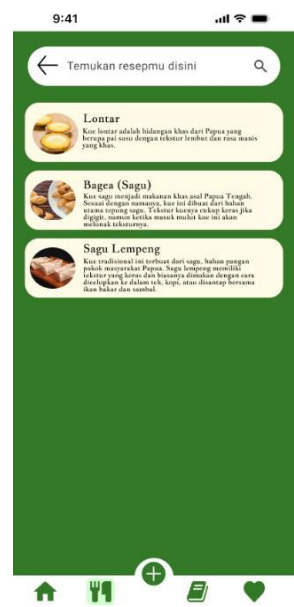 9:41
Temukan resepmu disini
Lontar
Kue lontar adalah hidangan khas dari Papua yang
berupa pai susu dengan tekstur lembut dan rasa manis
yang khas.
Bagea (Sagu)
Kue sagu menjadi makanan khas asal Papua Tengah.
Sesuai dengan namanya, kue ini dibuat dari bahan
utama tepung sagu. Tekstur kuenya cukup keras jika
digigit, namun ketika masuk mulut kue ini akan
melunak teksturnya.
Sagu Lempeng
Kue tradisional ini terbuat dari sagu, bahan pangan
pokok masyarakat Papua. Sagu lempeng memiliki
tekstur yang keras dan biasanya dimakan dengan cara
dicelupkan ke dalam teh, kopi, atau disantap bersama
ikan bakar dan sambal.